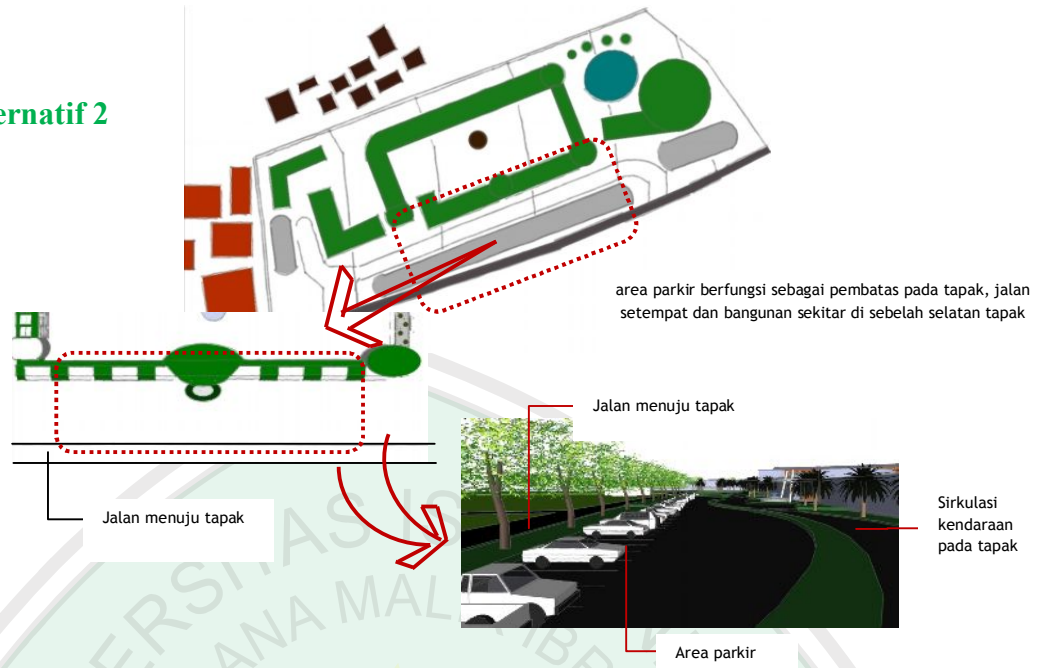 ernatif 2
area parkir berfungsi sebagai pembatas pada tapak, jalan
setempat dan bangunan sekitar di sebelah selatan tapak
Jalan menuju tapak
Jalan menuju tapak
Sirkulasi
kendaraan
pada tapak
Area parkir